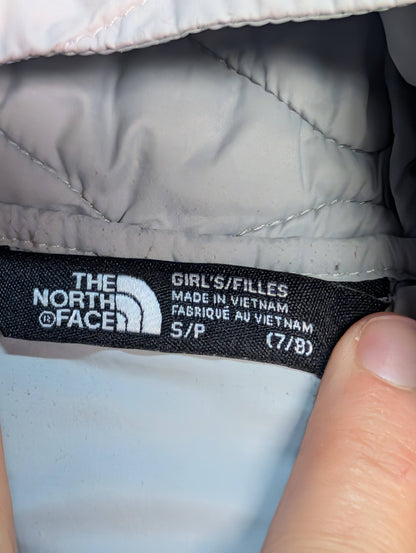 THE
NORTH
®FACE
GIRL'S/FILLES
MADE IN VIETNAM
FABRIQUÉ AU VIETNAM
S/P (7/8)